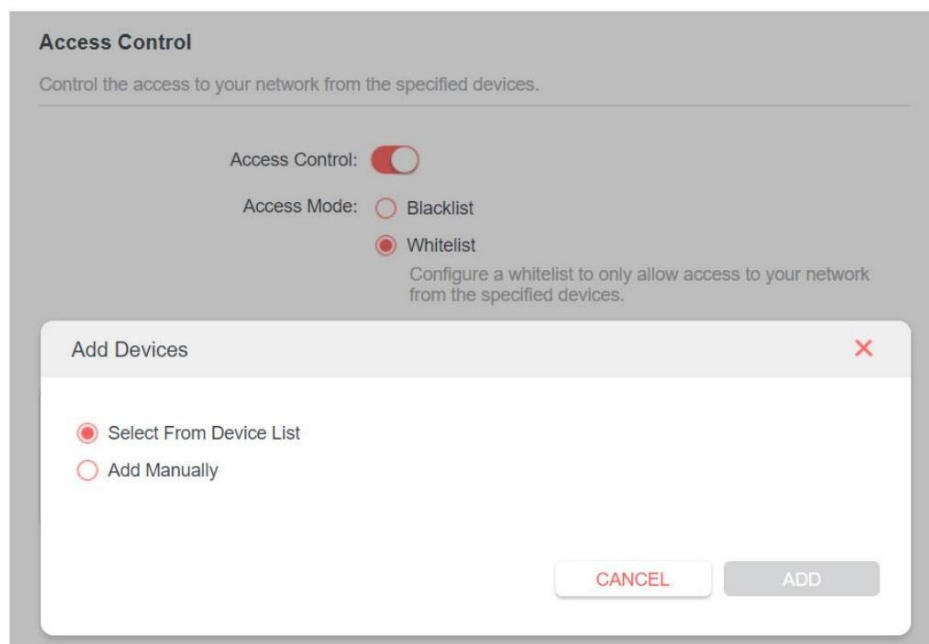 Access Control
Control the access to your network from the specified devices.
Access Control:
Access Mode: Blacklist
Whitelist
Configure a whitelist to only allow access to your network
from the specified devices.
Add Devices
Select From Device List
Add Manually
CANCEL ADD